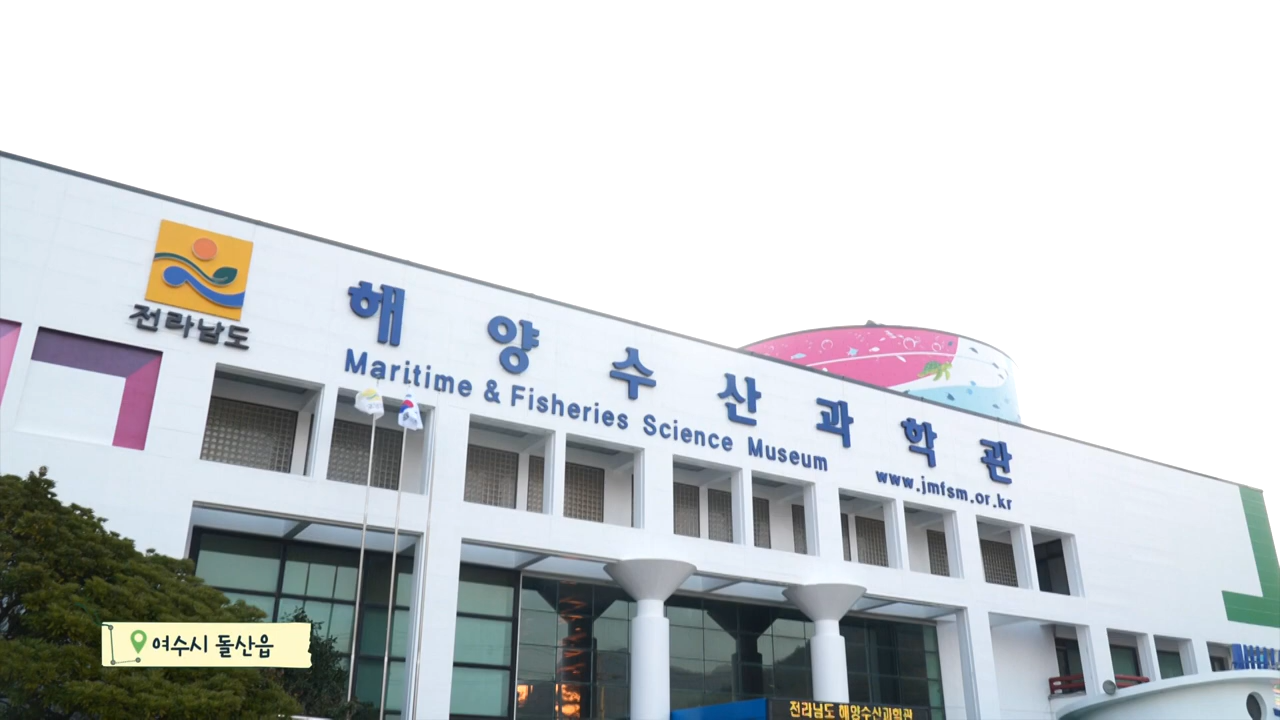 전라남도
해양수산과학관
Maritime & Fisheries Science Museum
www.jmfsm.or.kr
여수시 돌산읍
전라남도 해양수산과학관